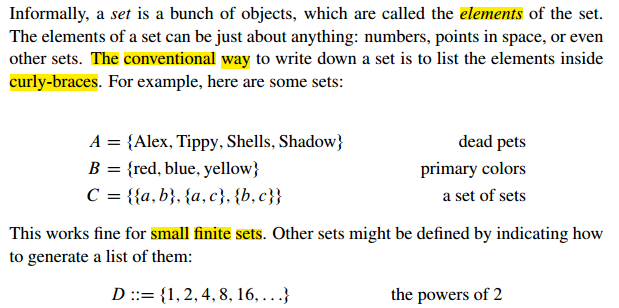 Informally, a set is a bunch of objects, which are called the elements of the set.
The elements of a set can be just about anything: numbers, points in space, or even
other sets. The conventional way to write down a set is to list the elements inside
curly-braces. For example, here are some sets:
A = {Alex, Tippy, Shells, Shadow} dead pets
B = {red, blue, yellow} primary colors
C = {{a, b}, {a, c}, {b, c}} a set of sets
This works fine for small finite sets. Other sets might be defined by indicating how
to generate a list of them:
D ::= {1, 2, 4, 8, 16, . . .} the powers of 2